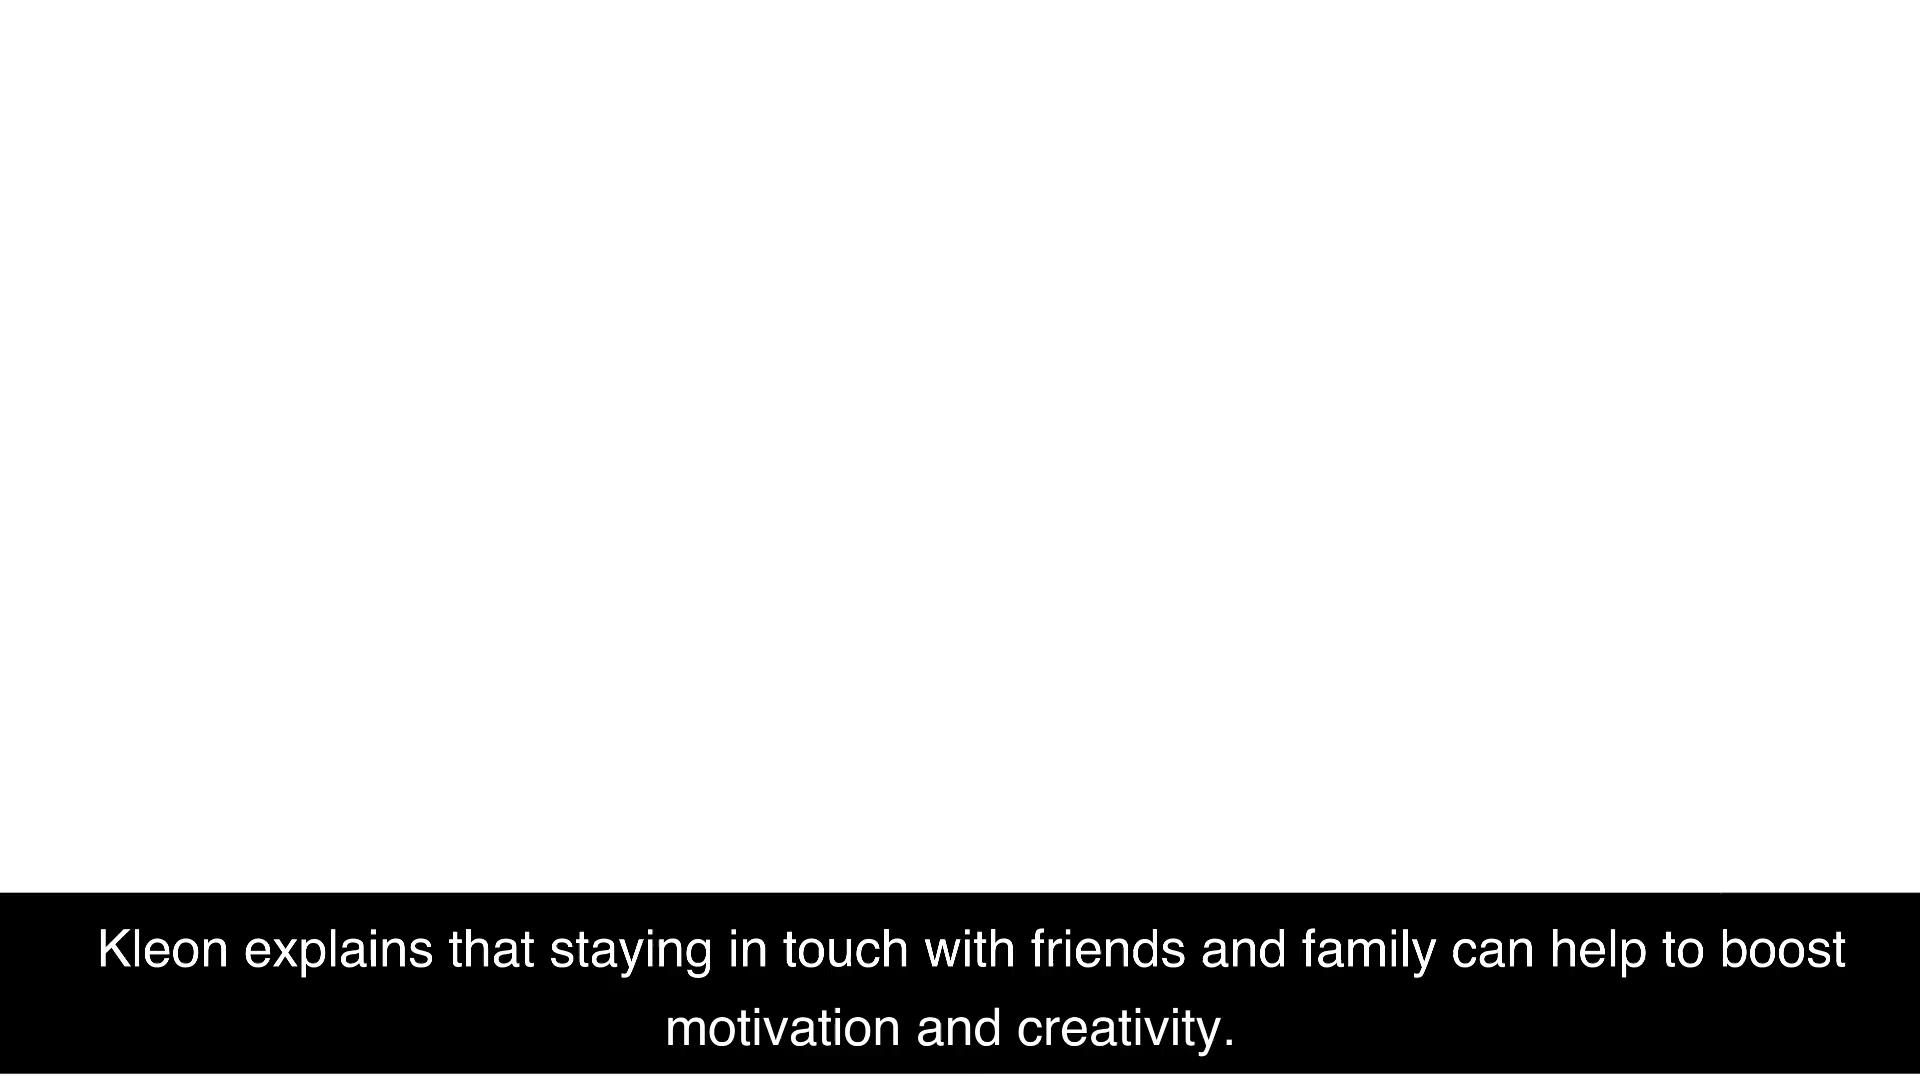 Kleon explains that staying in touch with friends and family can help to boost
motivation and creativity.